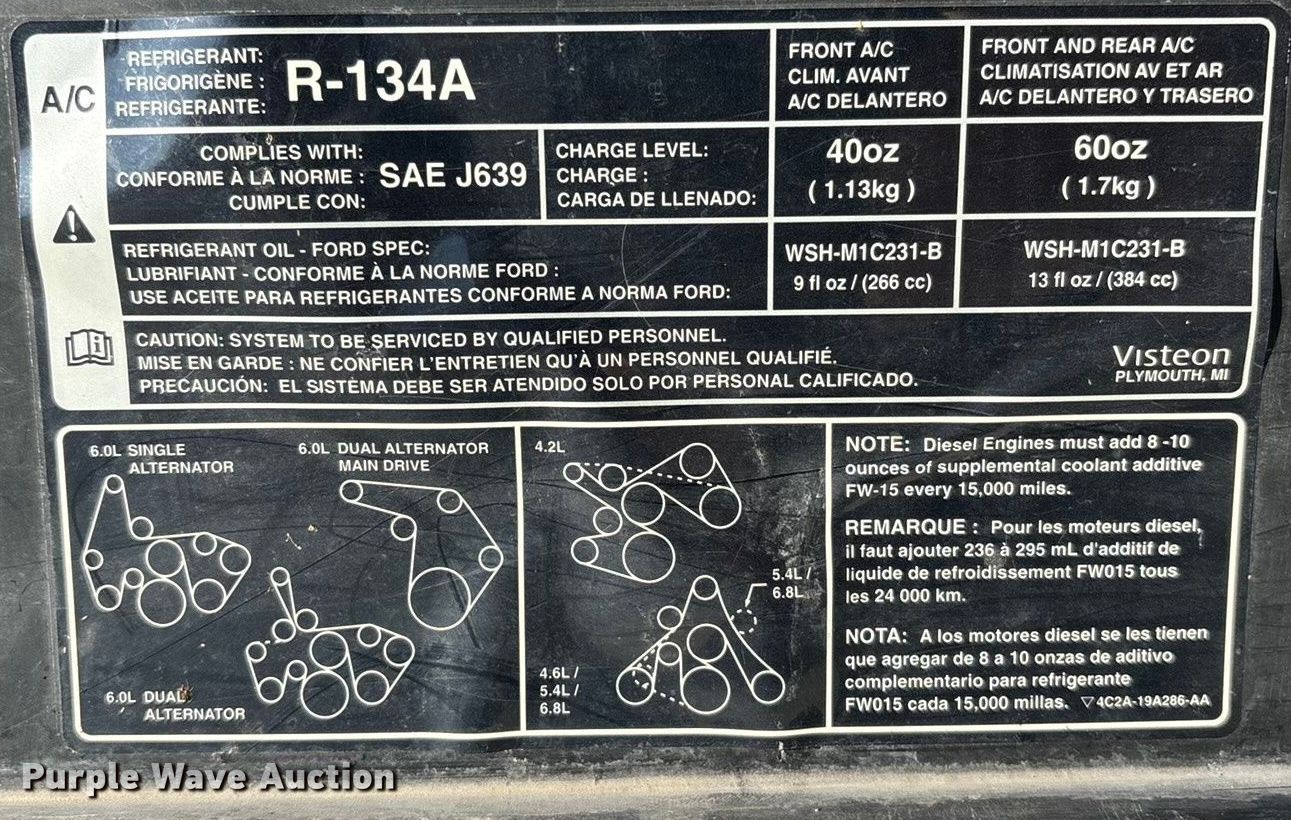 A/C
REFRIGERANT:
FRIGORIGÈNE :
REFRIGERANTE:
R-134A
FRONT A/C
CLIM. AVANT
A/C DELANTERO
FRONT AND REAR A/C
CLIMATISATION AV ET AR
A/C DELANTERO Y TRASERO
COMPLIES WITH:
CONFORME À LA NORME :
CUMPLE CON:
SAE J639
CHARGE LEVEL:
CHARGE :
CARGA DE LLENADO:
40oz
( 1.13kg )
60oz
( 1.7kg )
REFRIGERANT OIL - FORD SPEC:
LUBRIFIANT - CONFORME À LA NORME FORD :
USE ACEITE PARA REFRIGERANTES CONFORME A NORMA FORD:
WSH-M1C231-B
9 fl oz / (266 cc)
WSH-M1C231-B
13 fl oz / (384 cc)
CAUTION: SYSTEM TO BE SERVICED BY QUALIFIED PERSONNEL.
MISE EN GARDE : NE CONFIER L'ENTRETIEN QU'À UN PERSONNEL QUALIFIÉ.
PRECAUCIÓN: EL SISTEMA DEBE SER ATENDIDO SOLO POR PERSONAL CALIFICADO.
Visteon
PLYMOUTH, MI
6.0L SINGLE
ALTERNATOR
6.0L DUAL ALTERNATOR
MAIN DRIVE
6.0L DUAL
ALTERNATOR
4.2L
5.4L /
6.8L
4.6L /
5.4L /
6.8L
NOTE: Diesel Engines must add 8 -10
ounces of supplemental coolant additive
FW-15 every 15,000 miles.
REMARQUE : Pour les moteurs diesel,
il faut ajouter 236 à 295 mL d'additif de
liquide de refroidissement FW015 tous
les 24 000 km.
NOTA: A los motores diesel se les tienen
que agregar de 8 a 10 onzas de aditivo
complementario para refrigerante
FW015 cada 15,000 millas. ▽4C2A-19A286-AA
Purple Wave Auction